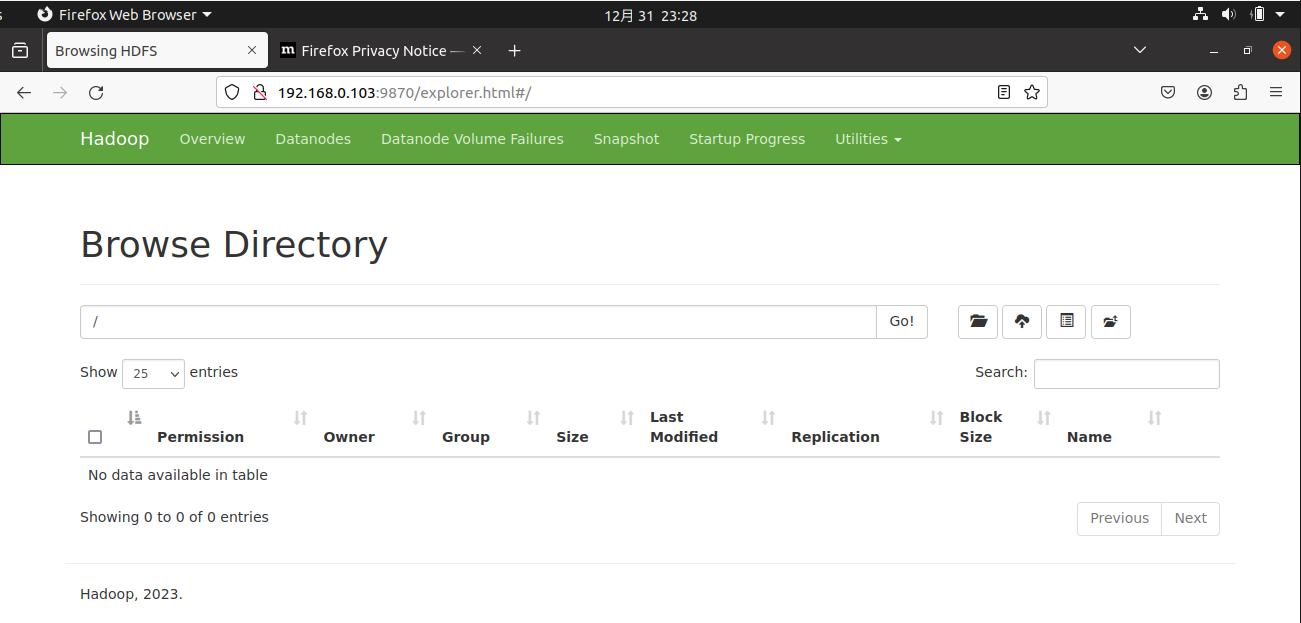 Firefox Web Browser
12月 31 23:28
Browsing HDFS
Firefox Privacy Notice —
192.168.0.103:9870/explorer.html#/
Hadoop Overview Datanodes Datanode Volume Failures Snapshot Startup Progress Utilities
Browse Directory
/ Go!
Show 25 entries Search:
Permission Owner Group Size Last Modified Replication Block Size Name
No data available in table
Showing 0 to 0 of 0 entries Previous Next
Hadoop, 2023.